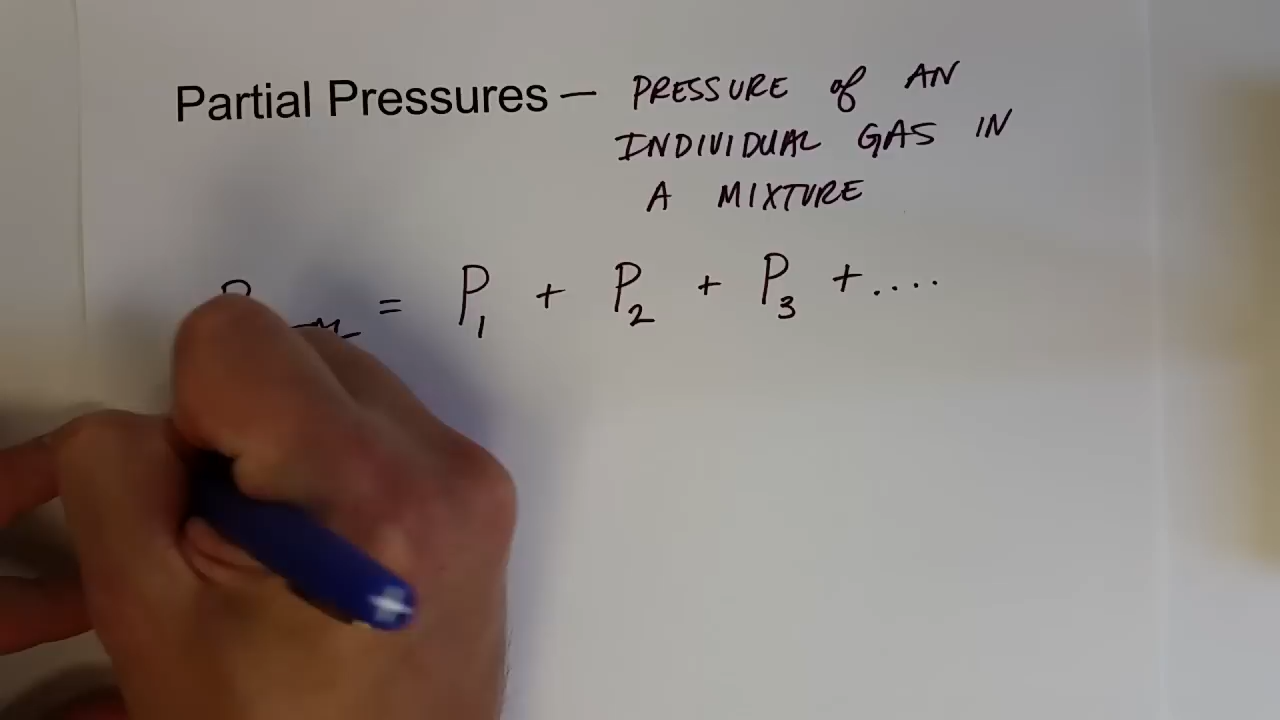 Partial Pressures — PRESSURE of AN
INDIVIDUAL GAS IN
A MIXTURE
= P₁ + P₂ + P₃ + ....